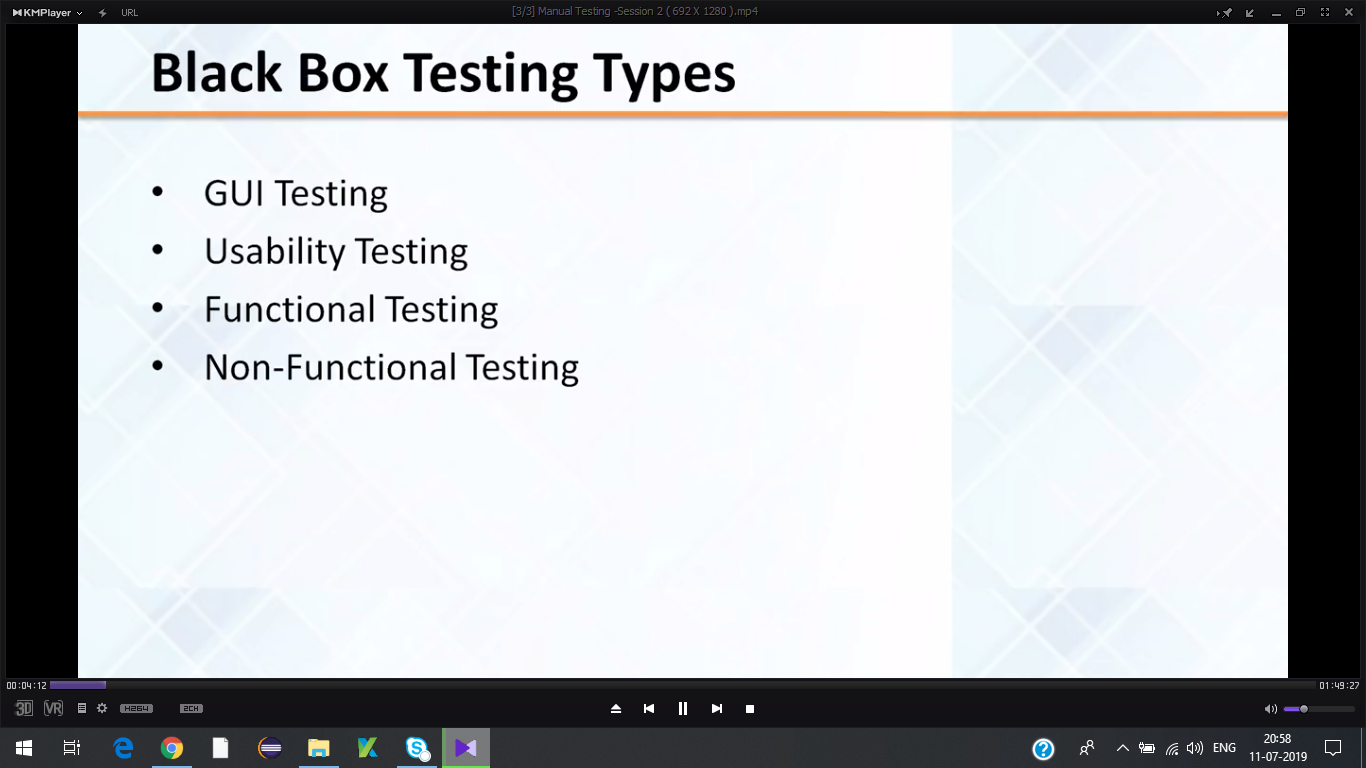 KMPlayer
URL
[3/3] Manual Testing -Session 2 ( 692 X 1280 ).mp4
Black Box Testing Types
• GUI Testing
• Usability Testing
• Functional Testing
• Non-Functional Testing
00:04:12
01:49:27
3D
VR
H264
2CH
ENG
20:58
11-07-2019